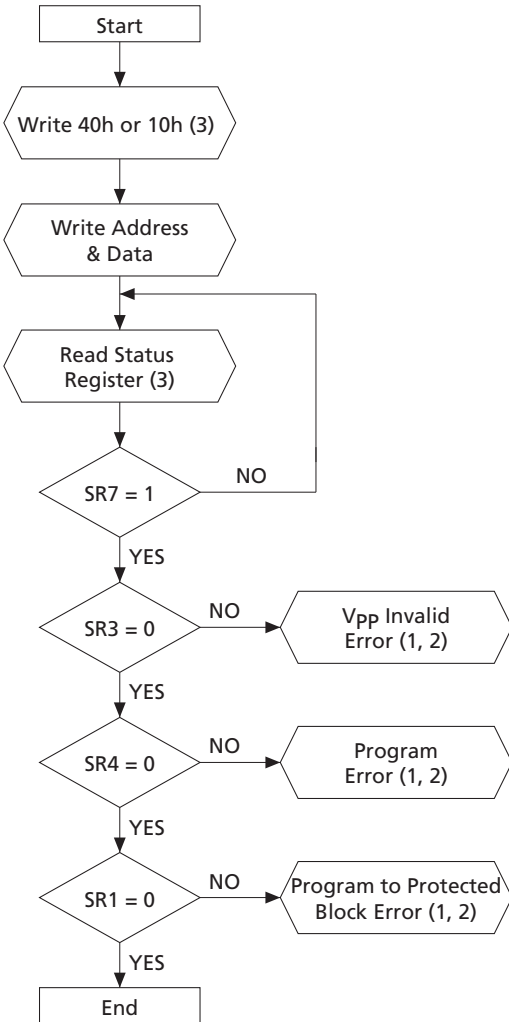 Start
Write 40h or 10h (3)
Write Address
& Data
Read Status
Register (3)
SR7 = 1
NO
YES
SR3 = 0
NO
VPP Invalid
Error (1, 2)
YES
SR4 = 0
NO
Program
Error (1, 2)
YES
SR1 = 0
NO
Program to Protected
Block Error (1, 2)
YES
End